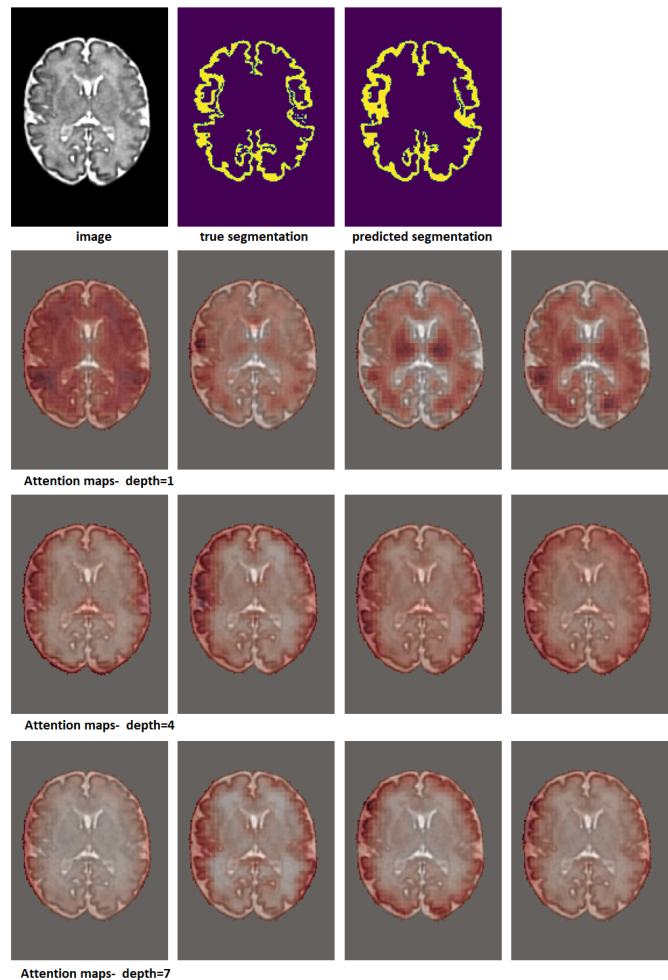 image
true segmentation
predicted segmentation
Attention maps- depth=1
Attention maps- depth=4
Attention maps- depth=7